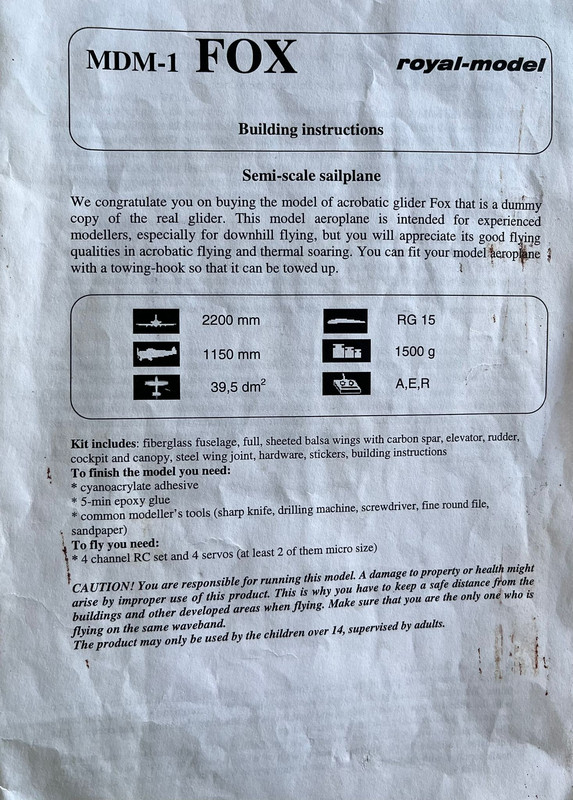 MDM-1 FOX royal-model
Building instructions
Semi-scale sailplane
We congratulate you on buying the model of acrobatic glider Fox that is a dummy
copy of the real glider. This model aeroplane is intended for experienced
modellers, especially for downhill flying, but you will appreciate its good flying
qualities in acrobatic flying and thermal soaring. You can fit your model aeroplane
with a towing-hook so that it can be towed up.
2200 mm RG 15
1150 mm 1500 g
39,5 dm² A,E,R
Kit includes: fiberglass fuselage, full, sheeted balsa wings with carbon spar, elevator, rudder,
cockpit and canopy, steel wing joint, hardware, stickers, building instructions
To finish the model you need:
* cyanoacrylate adhesive
* 5-min epoxy glue
* common modeller's tools (sharp knife, drilling machine, screwdriver, fine round file,
sandpaper)
To fly you need:
* 4 channel RC set and 4 servos (at least 2 of them micro size)
CAUTION! You are responsible for running this model. A damage to property or health might
arise by improper use of this product. This is why you have to keep a safe distance from the
buildings and other developed areas when flying. Make sure that you are the only one who is
flying on the same waveband.
The product may only be used by the children over 14, supervised by adults.